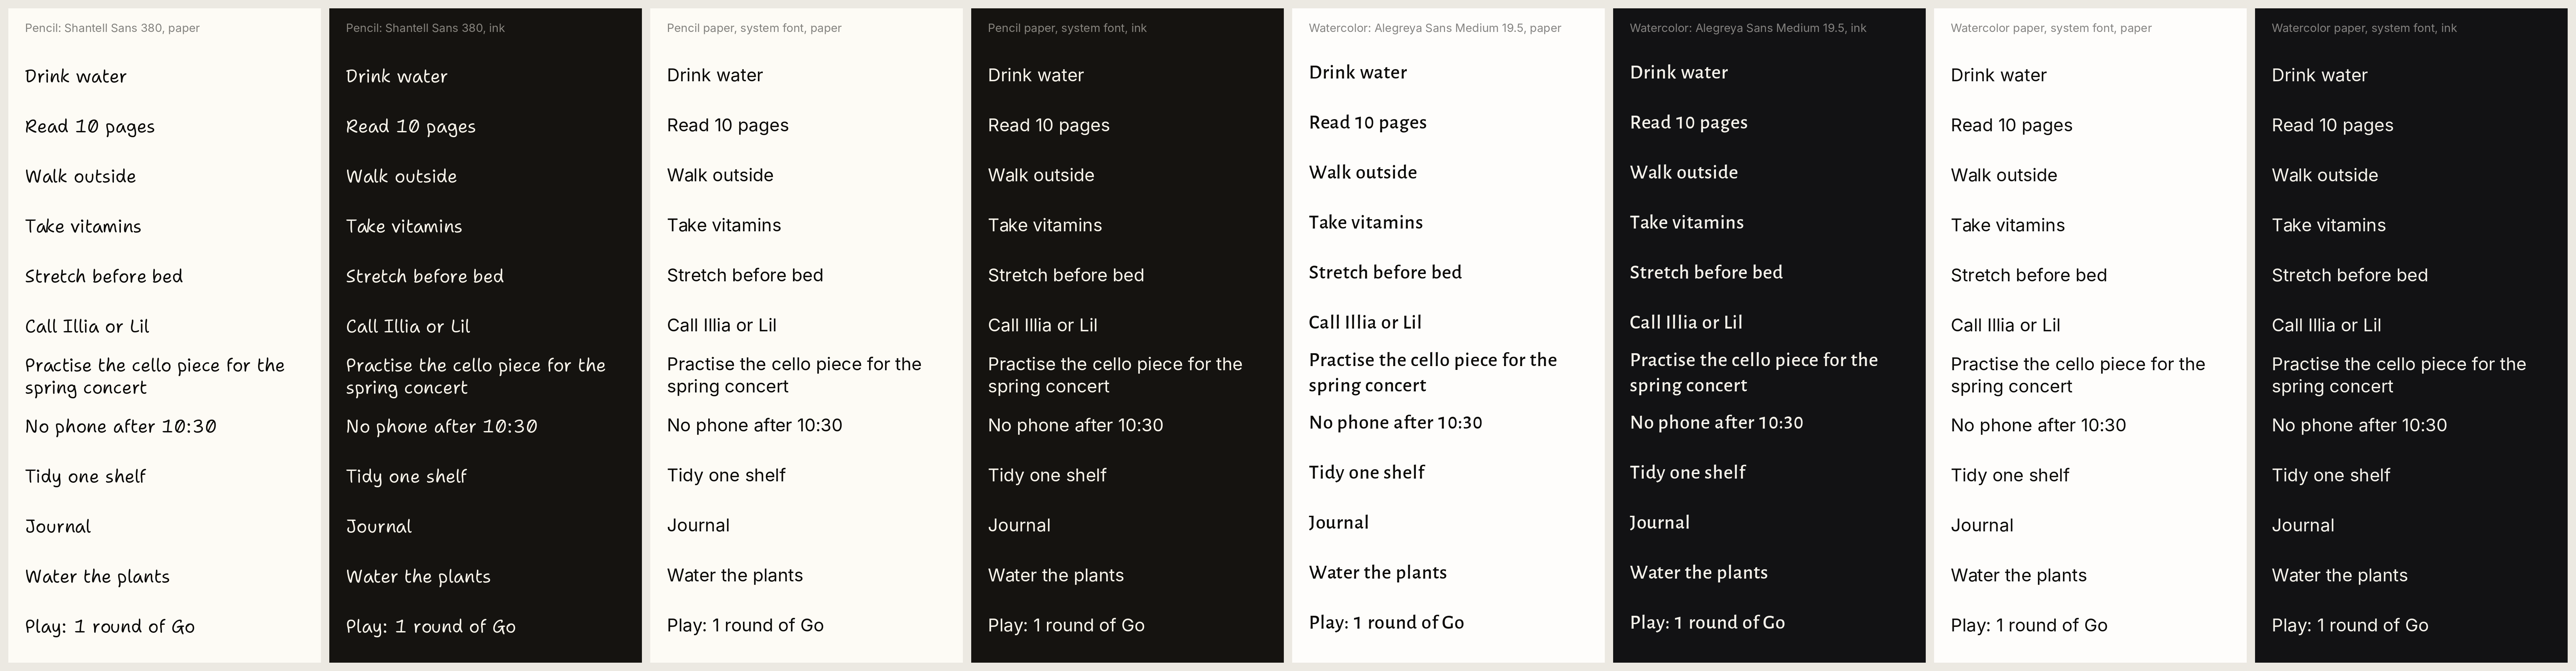 Pencil: Shantell Sans 380, paper
Drink water
Read 10 pages
Walk outside
Take vitamins
Stretch before bed
Call Illia or Lil
Practise the cello piece for the
spring concert
No phone after 10:30
Tidy one shelf
Journal
Water the plants
Play: 1 round of Go
Pencil: Shantell Sans 380, ink
Drink water
Read 10 pages
Walk outside
Take vitamins
Stretch before bed
Call Illia or Lil
Practise the cello piece for the
spring concert
No phone after 10:30
Tidy one shelf
Journal
Water the plants
Play: 1 round of Go
Pencil paper, system font, paper
Drink water
Read 10 pages
Walk outside
Take vitamins
Stretch before bed
Call Illia or Lil
Practise the cello piece for the
spring concert
No phone after 10:30
Tidy one shelf
Journal
Water the plants
Play: 1 round of Go
Pencil paper, system font, ink
Drink water
Read 10 pages
Walk outside
Take vitamins
Stretch before bed
Call Illia or Lil
Practise the cello piece for the
spring concert
No phone after 10:30
Tidy one shelf
Journal
Water the plants
Play: 1 round of Go
Watercolor: Alegreya Sans Medium 19.5, paper
Drink water
Read 10 pages
Walk outside
Take vitamins
Stretch before bed
Call Illia or Lil
Practise the cello piece for the
spring concert
No phone after 10:30
Tidy one shelf
Journal
Water the plants
Play: 1 round of Go
Watercolor: Alegreya Sans Medium 19.5, ink
Drink water
Read 10 pages
Walk outside
Take vitamins
Stretch before bed
Call Illia or Lil
Practise the cello piece for the
spring concert
No phone after 10:30
Tidy one shelf
Journal
Water the plants
Play: 1 round of Go
Watercolor paper, system font, paper
Drink water
Read 10 pages
Walk outside
Take vitamins
Stretch before bed
Call Illia or Lil
Practise the cello piece for the
spring concert
No phone after 10:30
Tidy one shelf
Journal
Water the plants
Play: 1 round of Go
Watercolor paper, system font, ink
Drink water
Read 10 pages
Walk outside
Take vitamins
Stretch before bed
Call Illia or Lil
Practise the cello piece for the
spring concert
No phone after 10:30
Tidy one shelf
Journal
Water the plants
Play: 1 round of Go